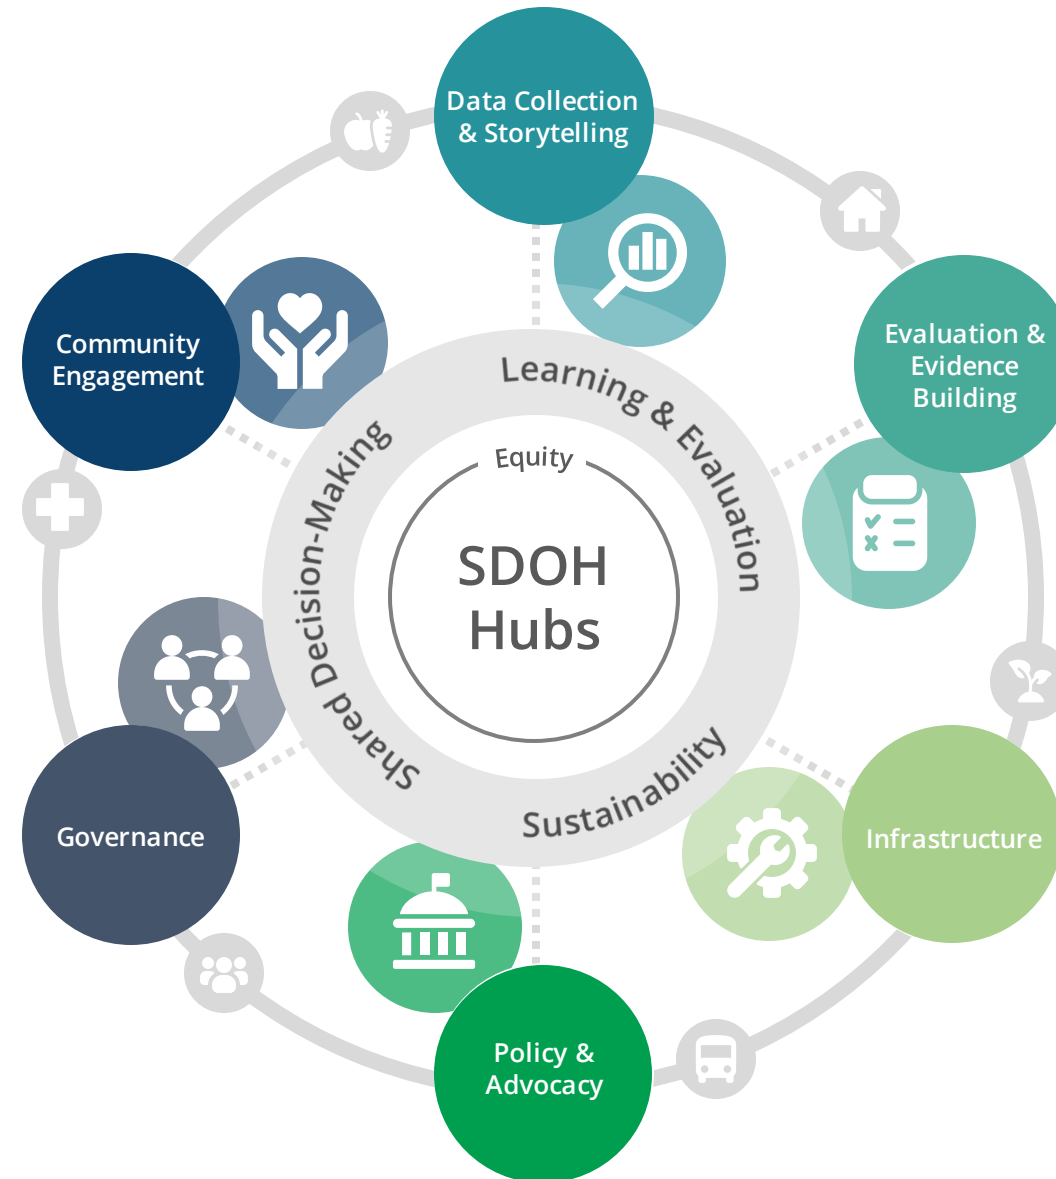 Data Collection
& Storytelling
Community
Engagement
Evaluation &
Evidence
Building
Learning & Evaluation
Shared Decision-Making
Equity
SDOH
Hubs
Sustainability
Governance
Infrastructure
Policy &
Advocacy